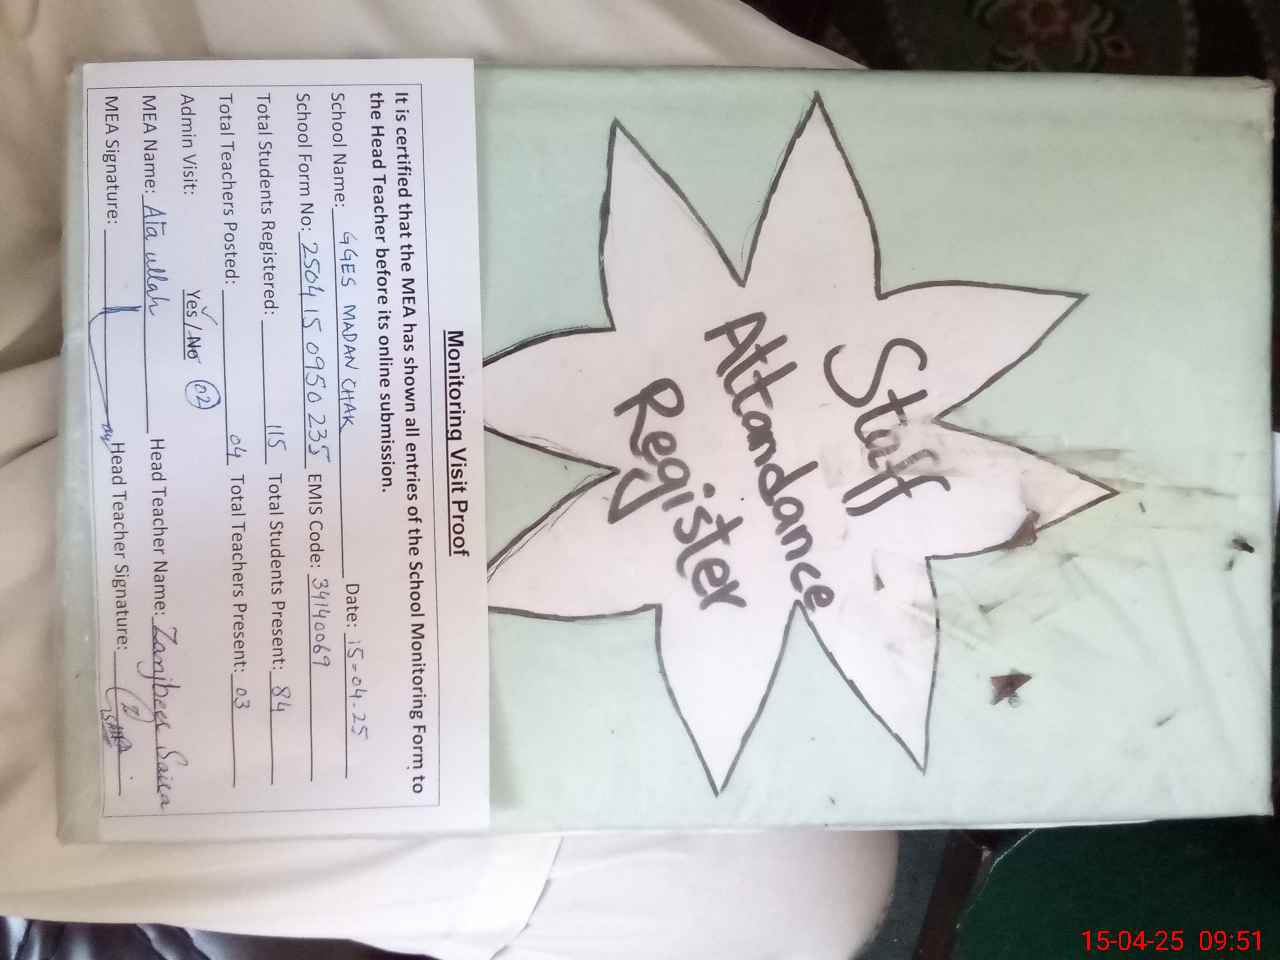 Staff
Attandance
Register
Monitoring Visit Proof
It is certified that the MEA has shown all entries of the School Monitoring Form to
the Head Teacher before its online submission.
School Name: GGES MADAN CHAK Date: 15-04-25
School Form No: 250415 0950 235 EMIS Code: 34140069
Total Students Registered: 115 Total Students Present: 84
Total Teachers Posted: 04 Total Teachers Present: 03
Admin Visit: Yes / No 02
MEA Name: Ata ullah Head Teacher Name:
MEA Signature: Head Teacher Signature:
15-04-25 09:51